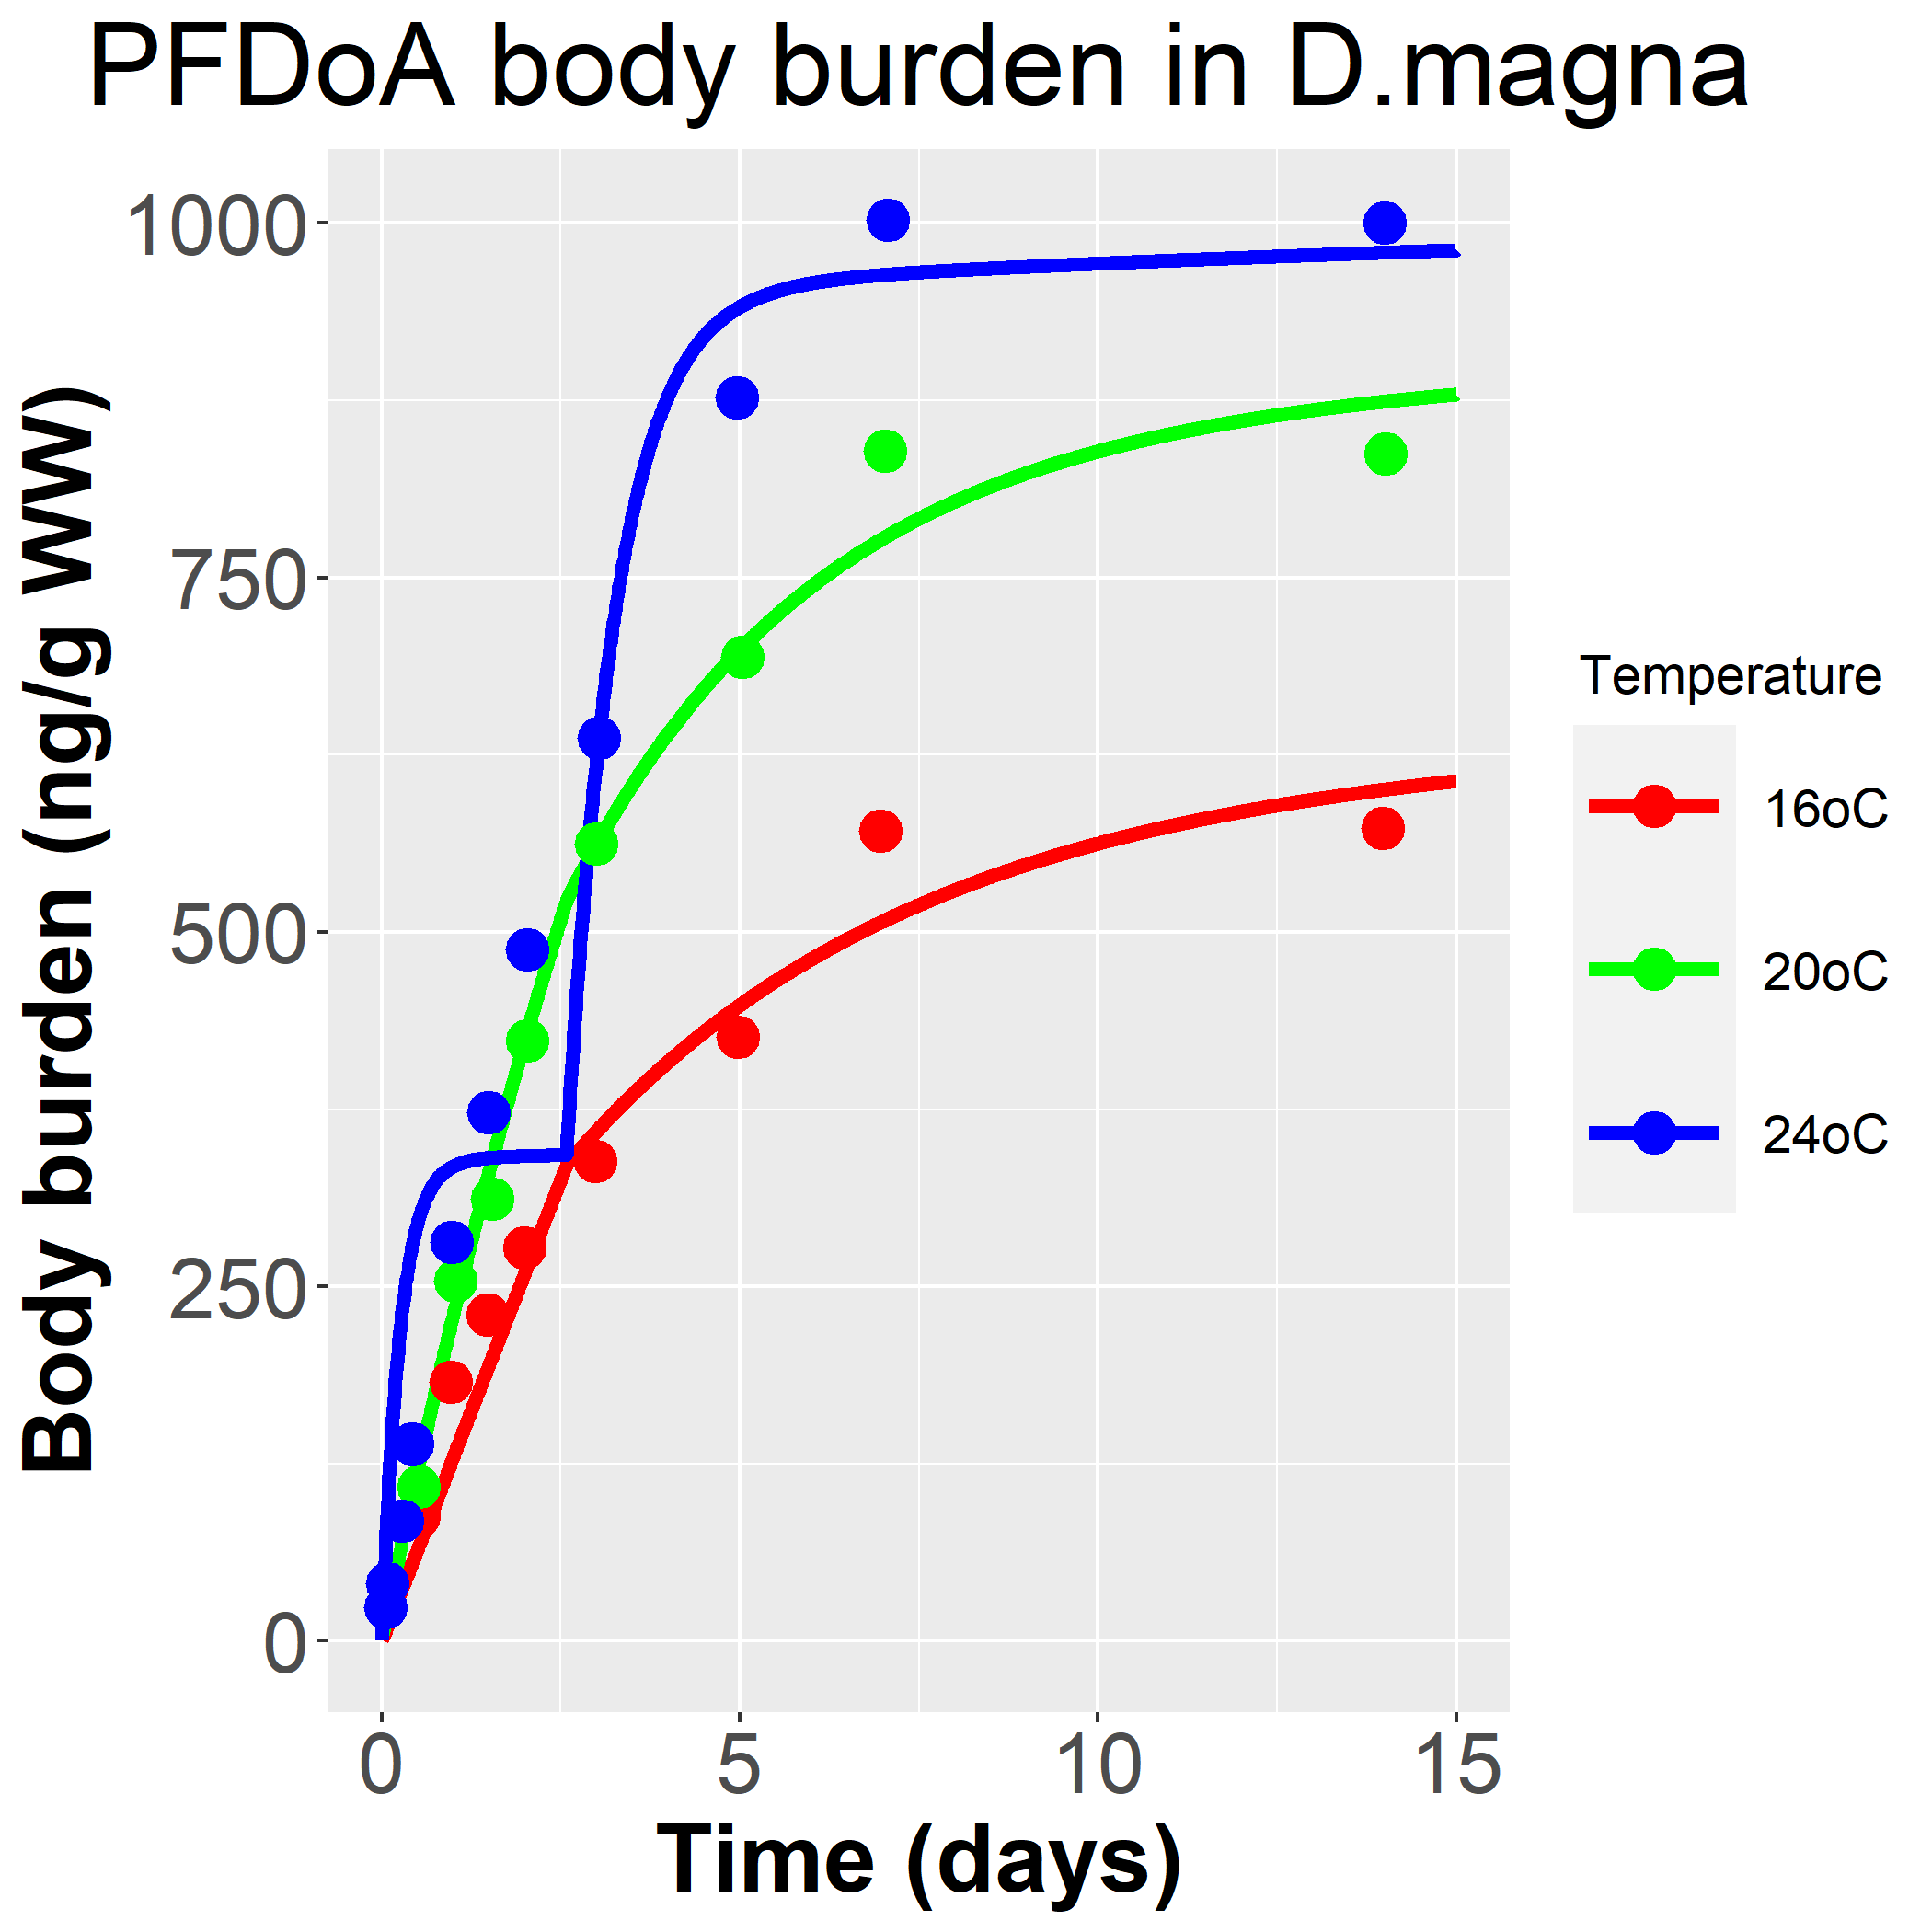 PFDoA body burden in D.magna
Body burden (ng/g WW)
1000
750
500
250
0
0 5 10 15
Time (days)
Temperature
16oC
20oC
24oC